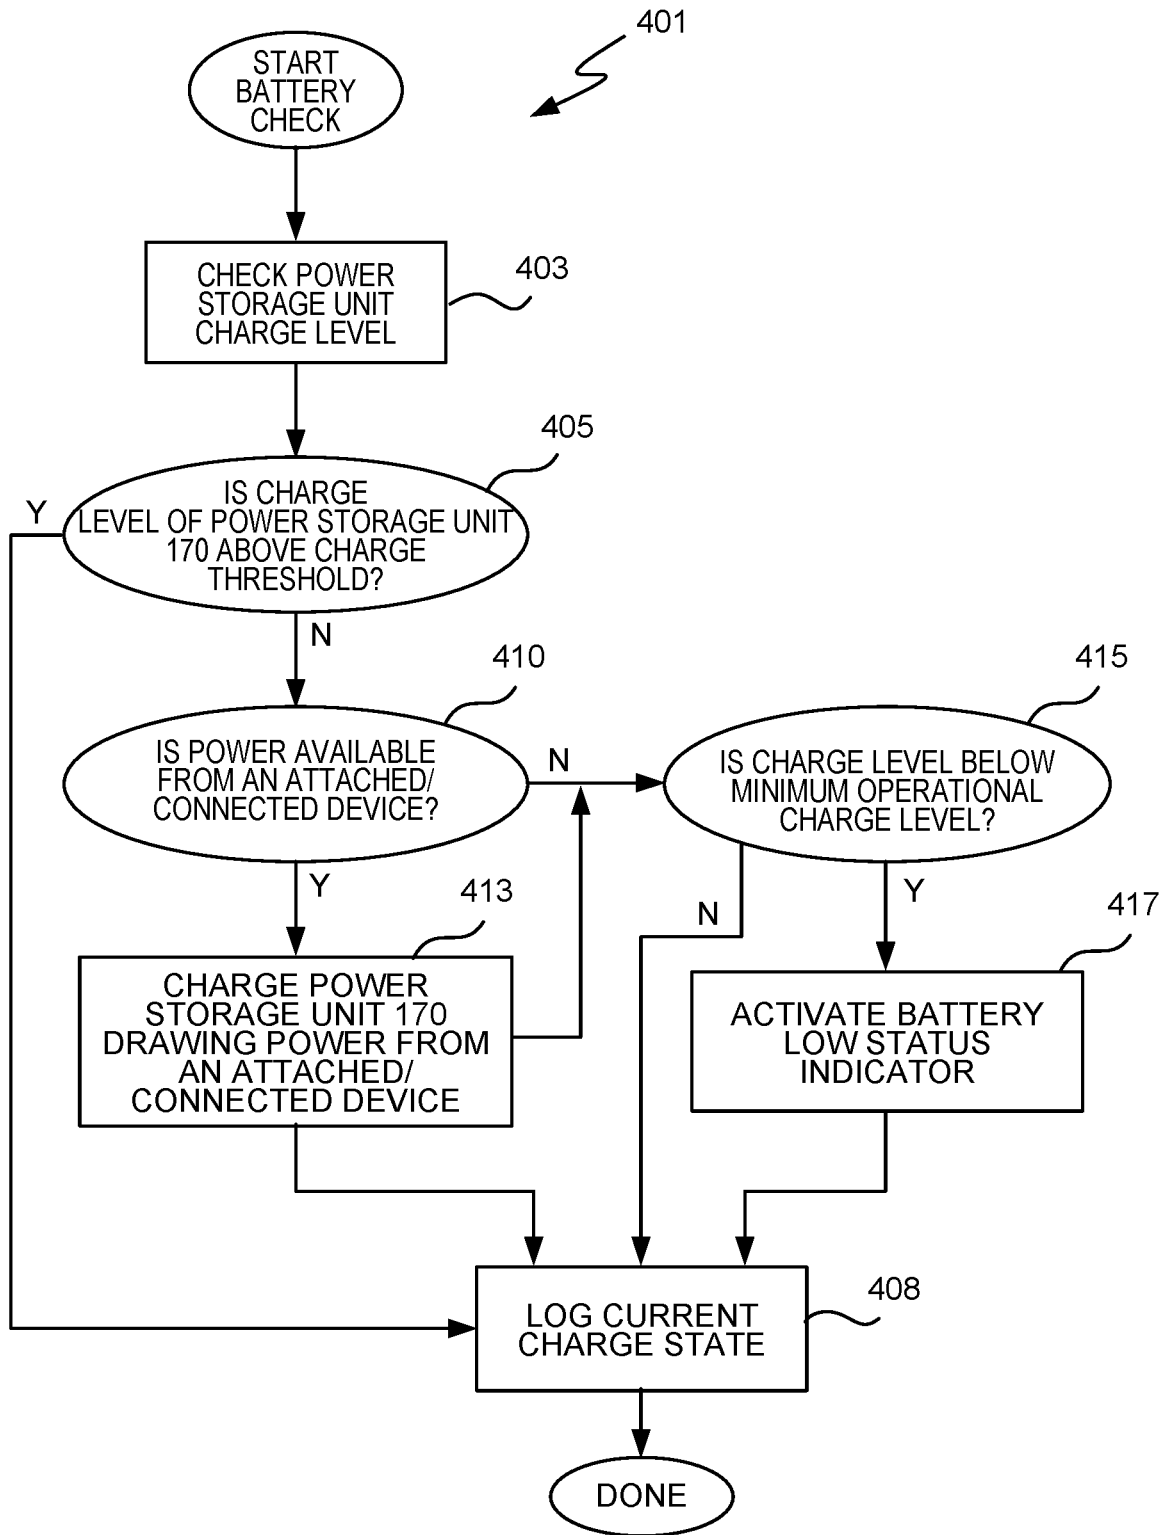 401
START
BATTERY
CHECK
CHECK POWER
STORAGE UNIT
CHARGE LEVEL
403
405
IS CHARGE
LEVEL OF POWER STORAGE UNIT
170 ABOVE CHARGE
THRESHOLD?
Y
N
410
IS POWER AVAILABLE
FROM AN ATTACHED/
CONNECTED DEVICE?
N
415
IS CHARGE LEVEL BELOW
MINIMUM OPERATIONAL
CHARGE LEVEL?
Y
413
CHARGE POWER
STORAGE UNIT 170
DRAWING POWER FROM
AN ATTACHED/
CONNECTED DEVICE
N
Y
417
ACTIVATE BATTERY
LOW STATUS
INDICATOR
LOG CURRENT
CHARGE STATE
408
DONE